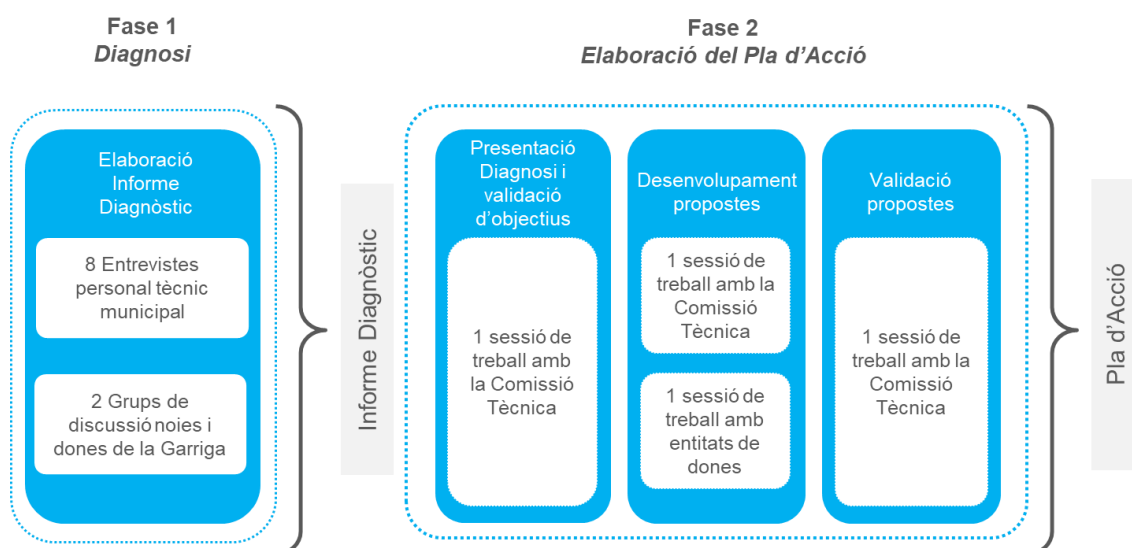 Fase 1
Diagnosi
Elaboració
Informe
Diagnòstic
8 Entrevistes
personal tècnic
municipal
2 Grups de
discussió noies i
dones de la Garriga
Informe Diagnòstic
Fase 2
Elaboració del Pla d’Acció
Presentació
Diagnosi i
validació
d’objectius
1 sessió de
treball amb
la Comissió
Tècnica
Desenvolupament
propostes
1 sessió de
treball amb la
Comissió
Tècnica
1 sessió de
treball amb
entitats de
dones
Validació
propostes
1 sessió de
treball amb la
Comissió
Tècnica
Pla d’Acció